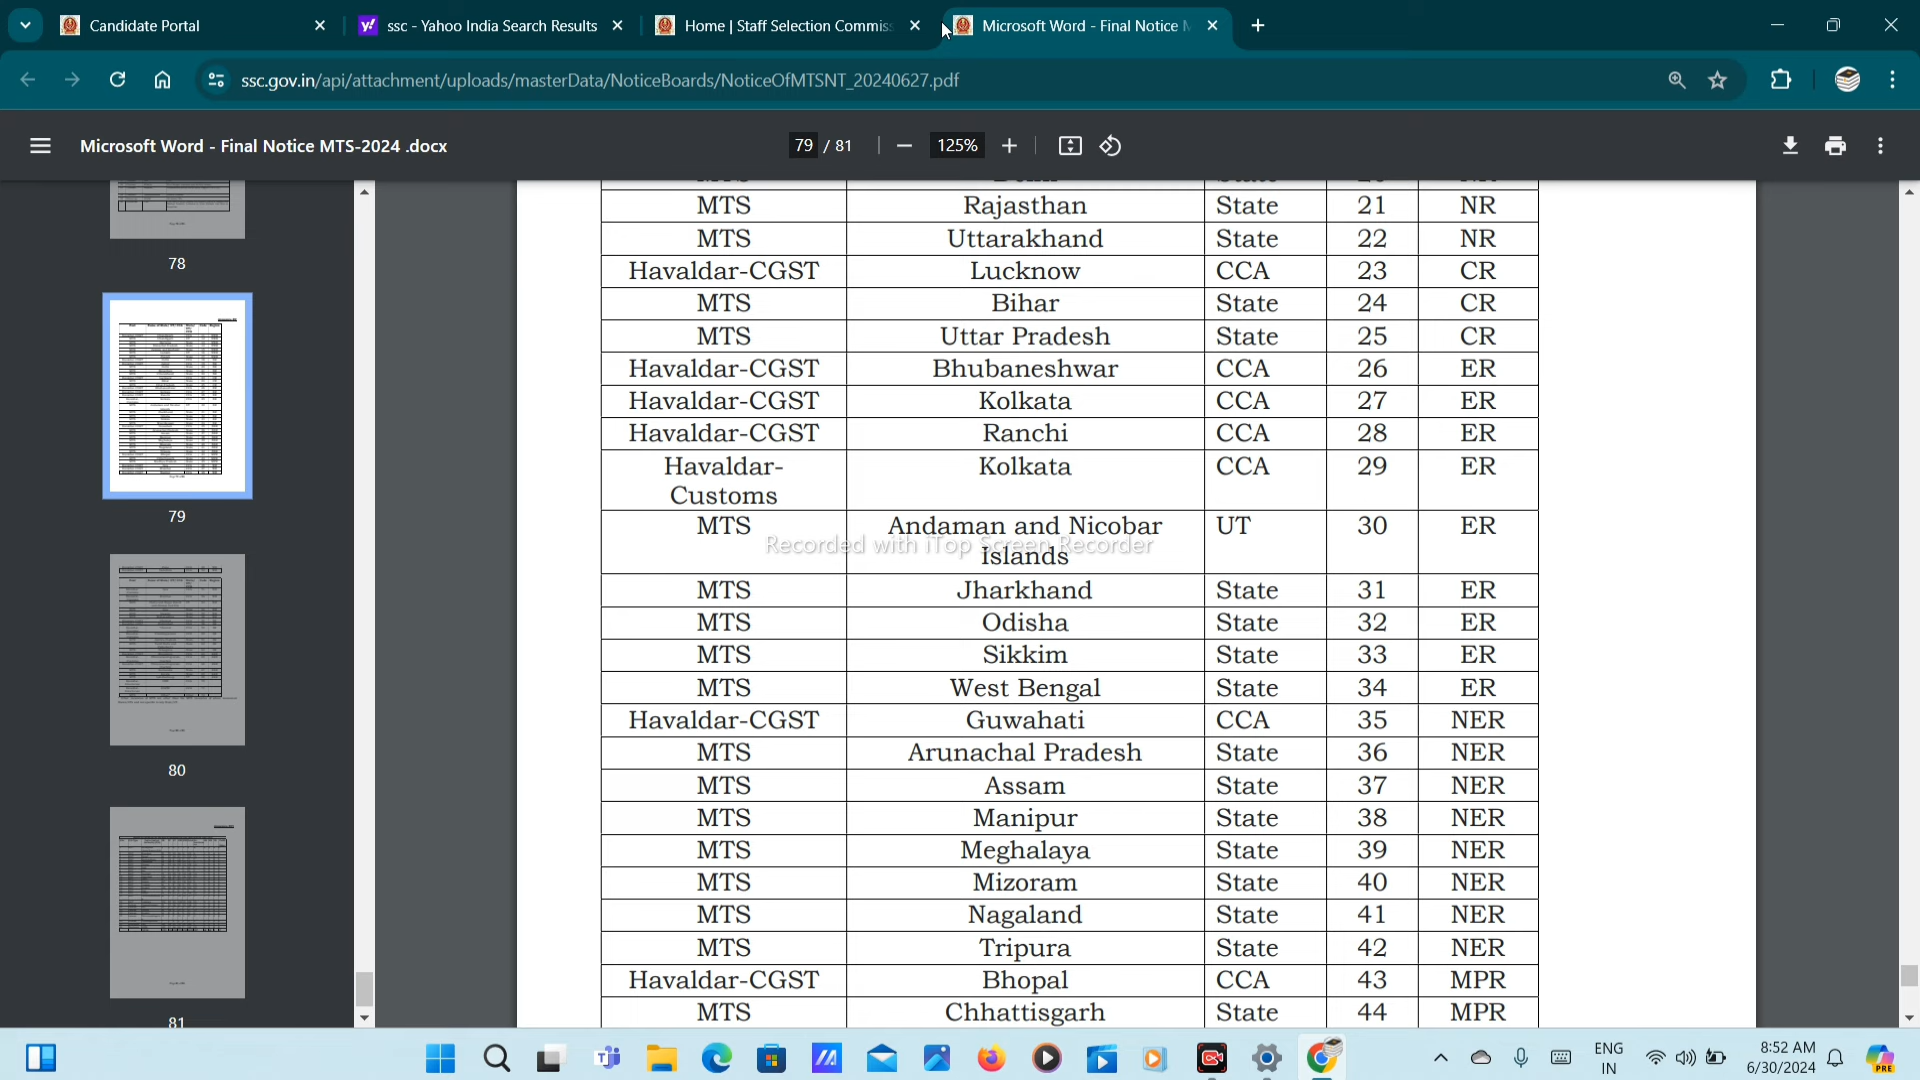 Candidate Portal
ssc - Yahoo India Search Results
Home | Staff Selection Commiss
Microsoft Word - Final Notice M
ssc.gov.in/api/attachment/uploads/masterData/NoticeBoards/NoticeOfMTSNT_20240627.pdf
Microsoft Word - Final Notice MTS-2024 .docx
79 / 81
125%
78
79
80
81
MTS Rajasthan State 21 NR
MTS Uttarakhand State 22 NR
Havaldar-CGST Lucknow CCA 23 CR
MTS Bihar State 24 CR
MTS Uttar Pradesh State 25 CR
Havaldar-CGST Bhubaneshwar CCA 26 ER
Havaldar-CGST Kolkata CCA 27 ER
Havaldar-CGST Ranchi CCA 28 ER
Havaldar- Kolkata CCA 29 ER
Customs
MTS Andaman and Nicobar UT 30 ER
Islands
Recorded with iTop Screen Recorder
MTS Jharkhand State 31 ER
MTS Odisha State 32 ER
MTS Sikkim State 33 ER
MTS West Bengal State 34 ER
Havaldar-CGST Guwahati CCA 35 NER
MTS Arunachal Pradesh State 36 NER
MTS Assam State 37 NER
MTS Manipur State 38 NER
MTS Meghalaya State 39 NER
MTS Mizoram State 40 NER
MTS Nagaland State 41 NER
MTS Tripura State 42 NER
Havaldar-CGST Bhopal CCA 43 MPR
MTS Chhattisgarh State 44 MPR
ENG
IN
8:52 AM
6/30/2024
PRE